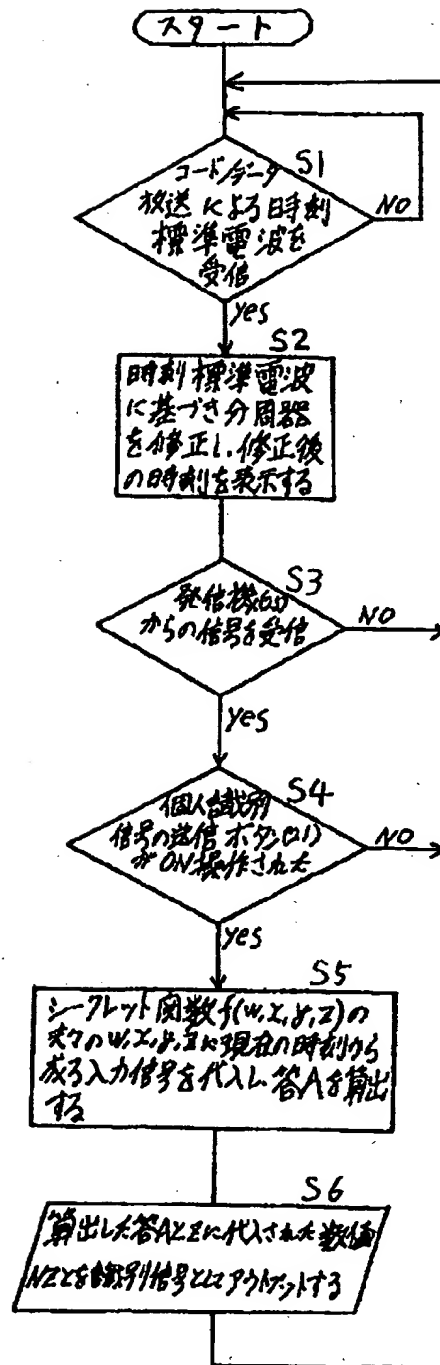 スタート
S1
コード/データ
放送による時刻
標準電波を
受信
NO
yes
S2
時刻標準電波
に基づき分周器
を修正し、修正後
の時刻を表示する
S3
発信機
からの信号を受信
NO
yes
S4
個人識別
信号の送信ボタン(21)
がON操作された
NO
yes
S5
シークレット関数f(w,x,y,z)の
夫々のw,x,y,zに現在の時刻から
成る入力信号を代入し、答Aを算出
する
S6
算出した答AとZに代入された数値
NZとを識別信号としてアウトプットする